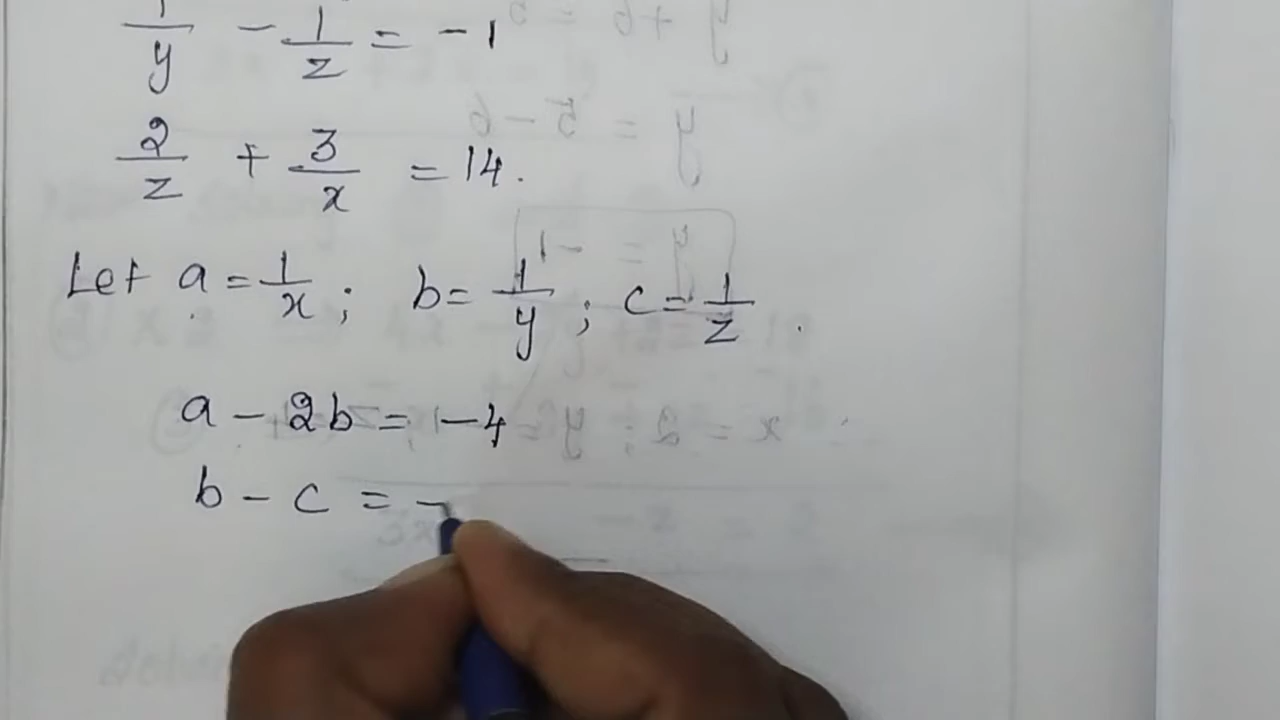 1/y - 1/z = -1
2/z + 3/x = 14.
Let a = 1/x; b = 1/y; c = 1/z.
a - 2b = -4
b - c = -